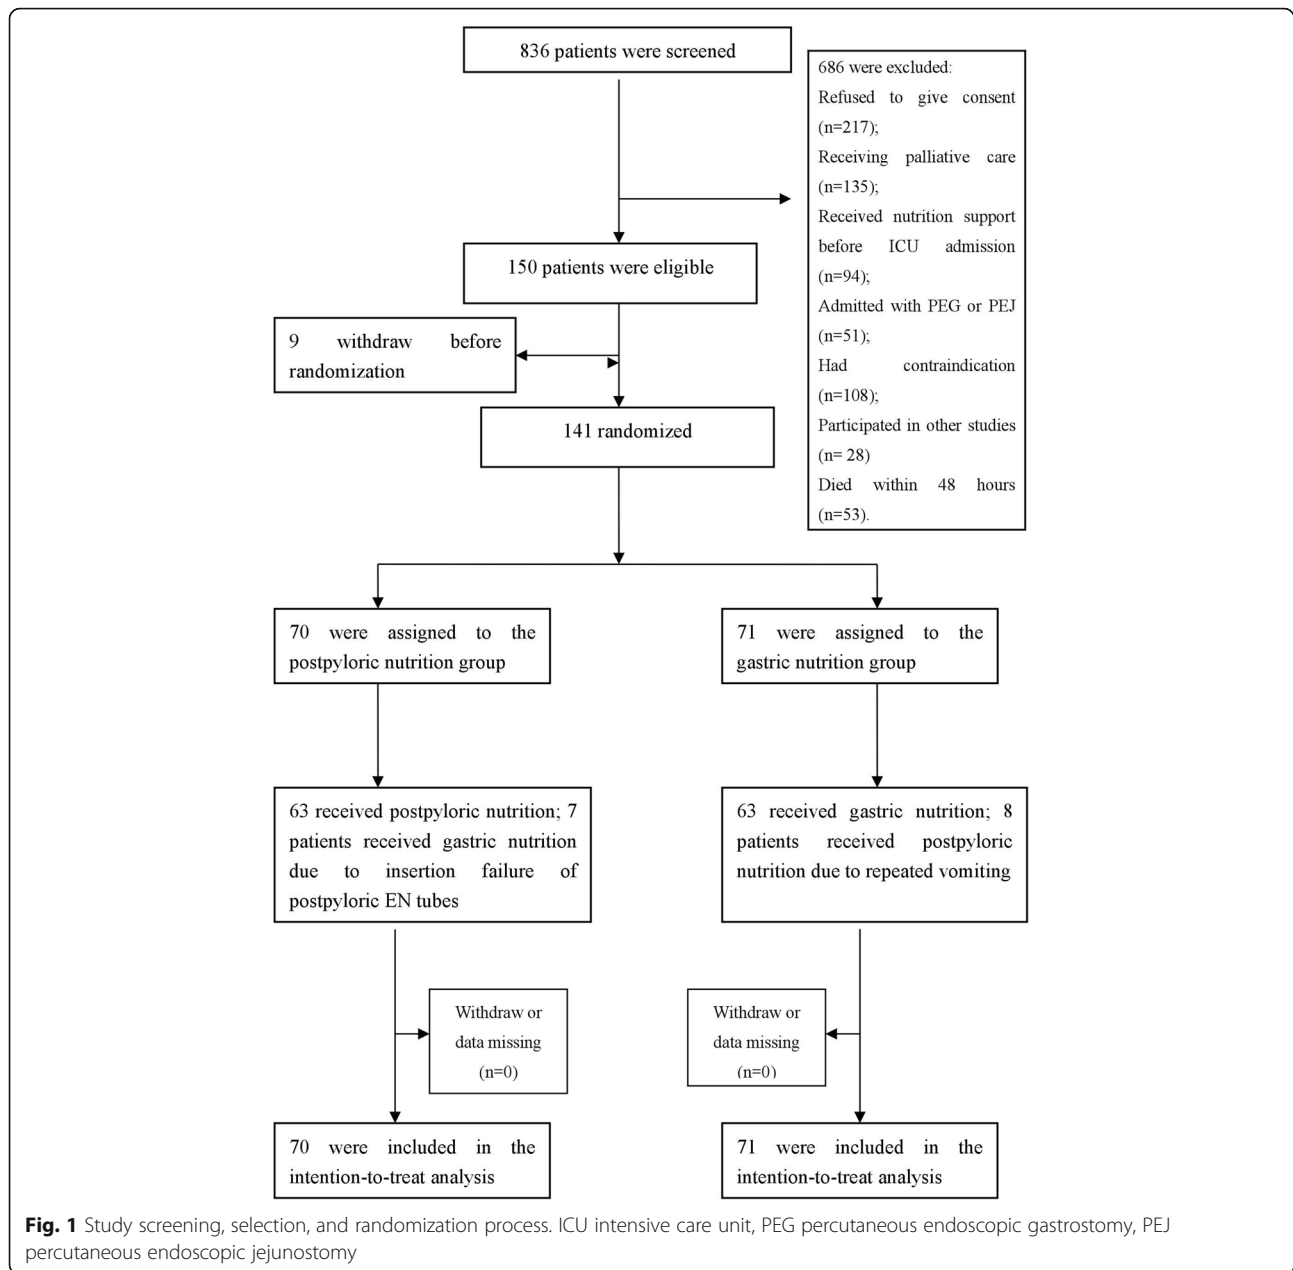 836 patients were screened
686 were excluded:
Refused to give consent
(n=217);
Receiving palliative care
(n=135);
Received nutrition support
before ICU admission
(n=94);
Admitted with PEG or PEJ
(n=51);
Had contraindication
(n=108);
Participated in other studies
(n= 28)
Died within 48 hours
(n=53).
150 patients were eligible
9 withdraw before
randomization
141 randomized
70 were assigned to the
postpyloric nutrition group
71 were assigned to the
gastric nutrition group
63 received postpyloric nutrition; 7
patients received gastric nutrition
due to insertion failure of
postpyloric EN tubes
63 received gastric nutrition; 8
patients received postpyloric
nutrition due to repeated vomiting
Withdraw or
data missing
(n=0)
Withdraw or
data missing
(n=0)
70 were included in the
intention-to-treat analysis
71 were included in the
intention-to-treat analysis
Fig. 1 Study screening, selection, and randomization process. ICU intensive care unit, PEG percutaneous endoscopic gastrostomy, PEJ
percutaneous endoscopic jejunostomy